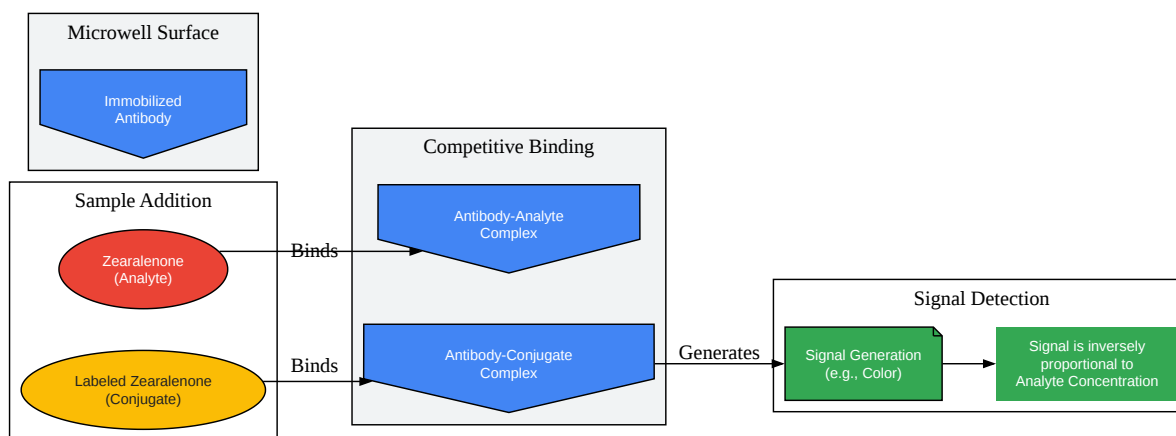 Microwell Surface
Immobilized
Antibody
Sample Addition
Zearalenone
(Analyte)
Labeled Zearalenone
(Conjugate)
Binds
Binds
Competitive Binding
Antibody-Analyte
Complex
Antibody-Conjugate
Complex
Generates
Signal Detection
Signal Generation
(e.g., Color)
Signal is inversely
proportional to
Analyte Concentration